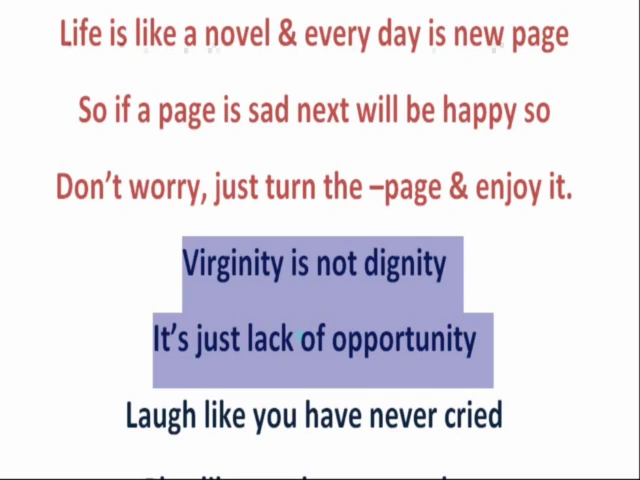 Life is like a novel & every day is new page
So if a page is sad next will be happy so
Don’t worry, just turn the –page & enjoy it.
Virginity is not dignity
It’s just lack of opportunity
Laugh like you have never cried